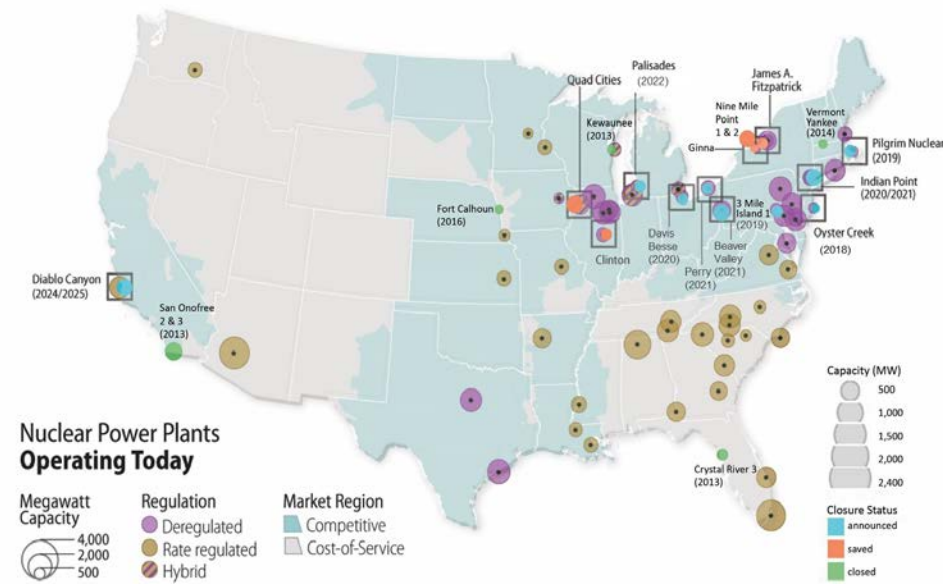 Palisades
(2022)
James A.
Fitzpatrick
Quad Cities
Nine Mile
Point
1 & 2
Vermont
Yankee
(2014)
Kewaunee
(2013)
Ginna
Pilgrim Nuclear
(2019)
Indian Point
(2020/2021)
Fort Calhoun
(2016)
3 Mile
Island 1
(2019)
Oyster Creek
(2018)
Davis
Besse
(2020)
Beaver
Valley
(2021)
Perry
(2021)
Clinton
Diablo Canyon
(2024/2025)
San Onofree
2 & 3
(2013)
Crystal River 3
(2013)
Capacity (MW)
500
1,000
1,500
2,000
2,400
Closure Status
announced
saved
closed
Nuclear Power Plants
Operating Today
Megawatt
Capacity
4,000
2,000
500
Regulation
Deregulated
Rate regulated
Hybrid
Market Region
Competitive
Cost-of-Service